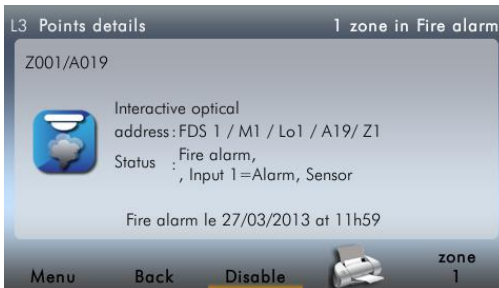 L3 Points details 1 zone in Fire alarm
Z001/A019
Interactive optical
address : FDS 1 / M1 / Lo1 / A19/ Z1
Status : Fire alarm,
, Input 1=Alarm, Sensor
Fire alarm le 27/03/2013 at 11h59
Menu Back Disable zone
1